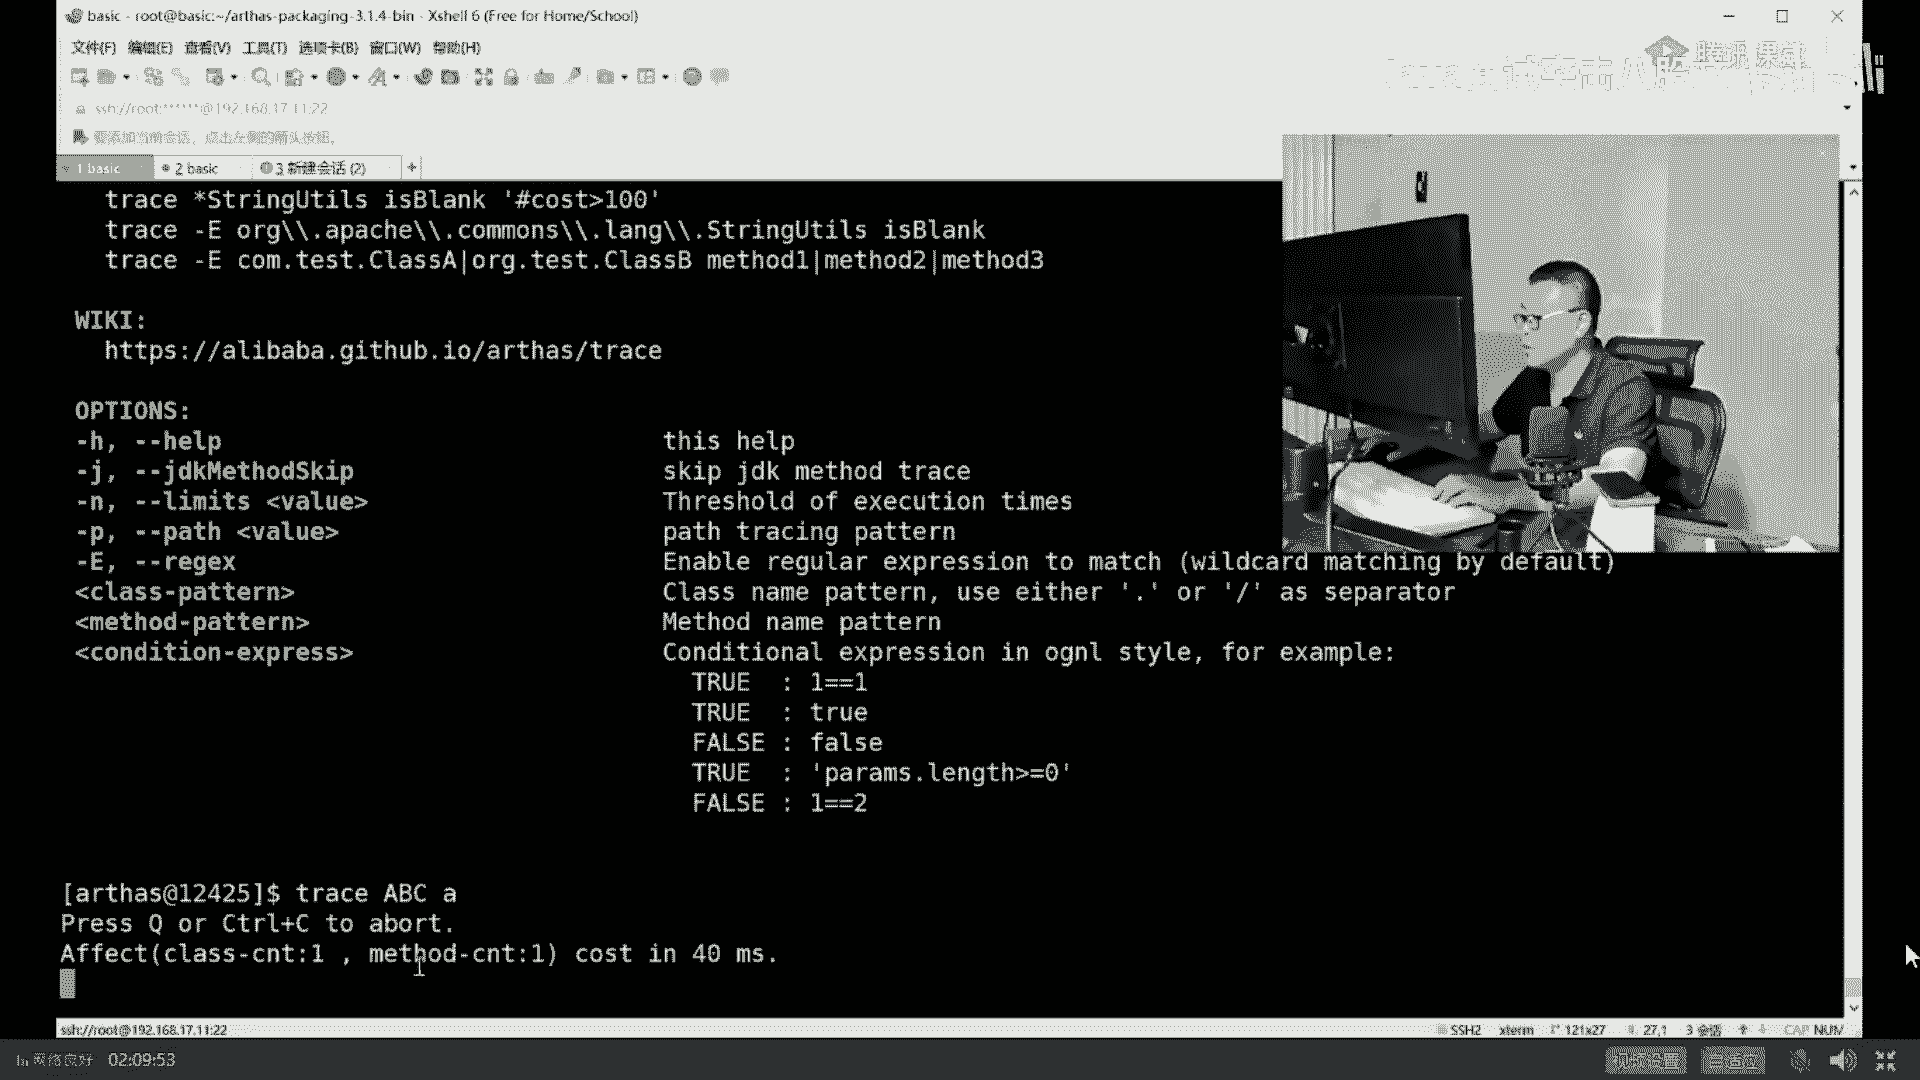 basic - root@basic:~/arthas-packaging-3.1.4-bin - Xshell 6 (Free for Home/School)
文件(F) 编辑(E) 查看(V) 工具(T) 选项卡(B) 窗口(W) 帮助(H)
腾讯课堂
ssh://root:******@192.168.17.11:22
要添加当前会话，点击左侧的箭头按钮。
1 basic 2 basic 3 新建会话 (2) +
trace *StringUtils isBlank '#cost>100'
trace -E org\\.apache\\.commons\\.lang\\.StringUtils isBlank
trace -E com.test.ClassA|org.test.ClassB method1|method2|method3
WIKI:
https://alibaba.github.io/arthas/trace
OPTIONS:
-h, --help this help
-j, --jdkMethodSkip skip jdk method trace
-n, --limits <value> Threshold of execution times
-p, --path <value> path tracing pattern
-E, --regex Enable regular expression to match (wildcard matching by default)
<class-pattern> Class name pattern, use either '.' or '/' as separator
<method-pattern> Method name pattern
<condition-express> Conditional expression in ognl style, for example:
TRUE : 1==1
TRUE : true
FALSE : false
TRUE : 'params.length>=0'
FALSE : 1==2
[arthas@12425]$ trace ABC a
Press Q or Ctrl+C to abort.
Affect(class-cnt:1 , method-cnt:1) cost in 40 ms.
ssh://root@192.168.17.11:22 SSH2 xterm 121x27 27,1 3 会话 CAP NUM
网络良好 02:09:53 视频设置 自适应